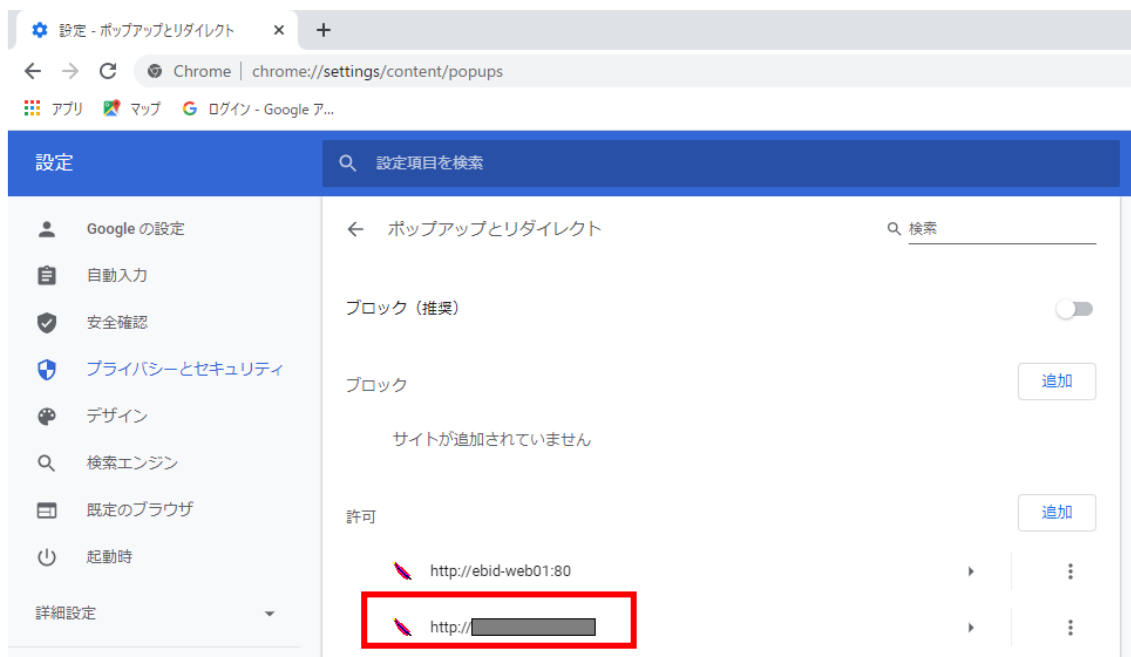 設定 - ポップアップとリダイレクト
Chrome | chrome://settings/content/popups
アプリ マップ ログイン - Google ア...
設定
設定項目を検索
Google の設定
自動入力
安全確認
プライバシーとセキュリティ
デザイン
検索エンジン
既定のブラウザ
起動時
詳細設定
ポップアップとリダイレクト
検索
ブロック（推奨）
ブロック
追加
サイトが追加されていません
許可
追加
http://ebid-web01:80
http://